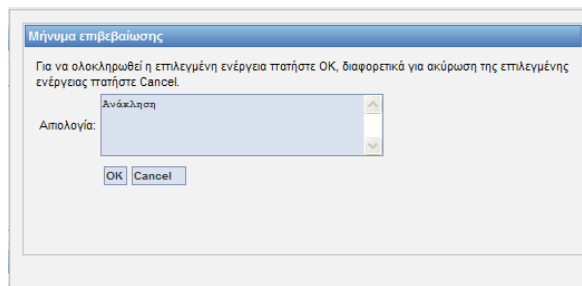 Μήνυμα επιβεβαίωσης
Για να ολοκληρωθεί η επιλεγμένη ενέργεια πατήστε OK, διαφορετικά για ακύρωση της επιλεγμένης
ενέργειας πατήστε Cancel.
Ανάκληση
Αιτιολογία:
OK Cancel